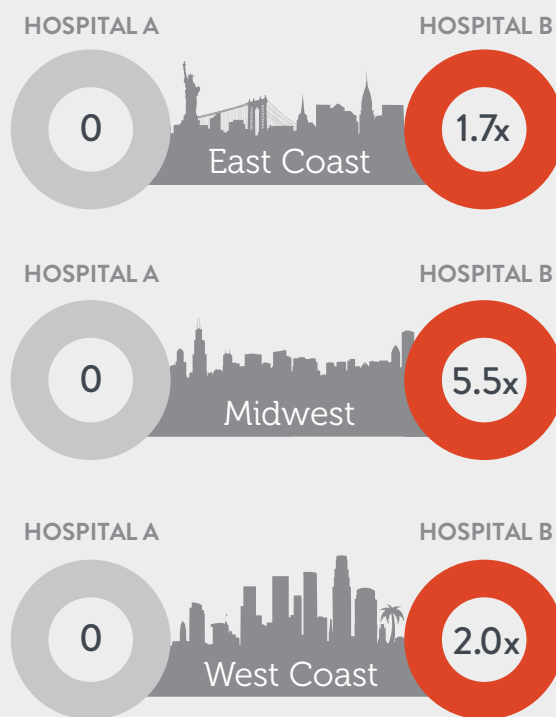 HOSPITAL A
HOSPITAL B
0
1.7x
East Coast
HOSPITAL A
HOSPITAL B
0
5.5x
Midwest
HOSPITAL A
HOSPITAL B
0
2.0x
West Coast